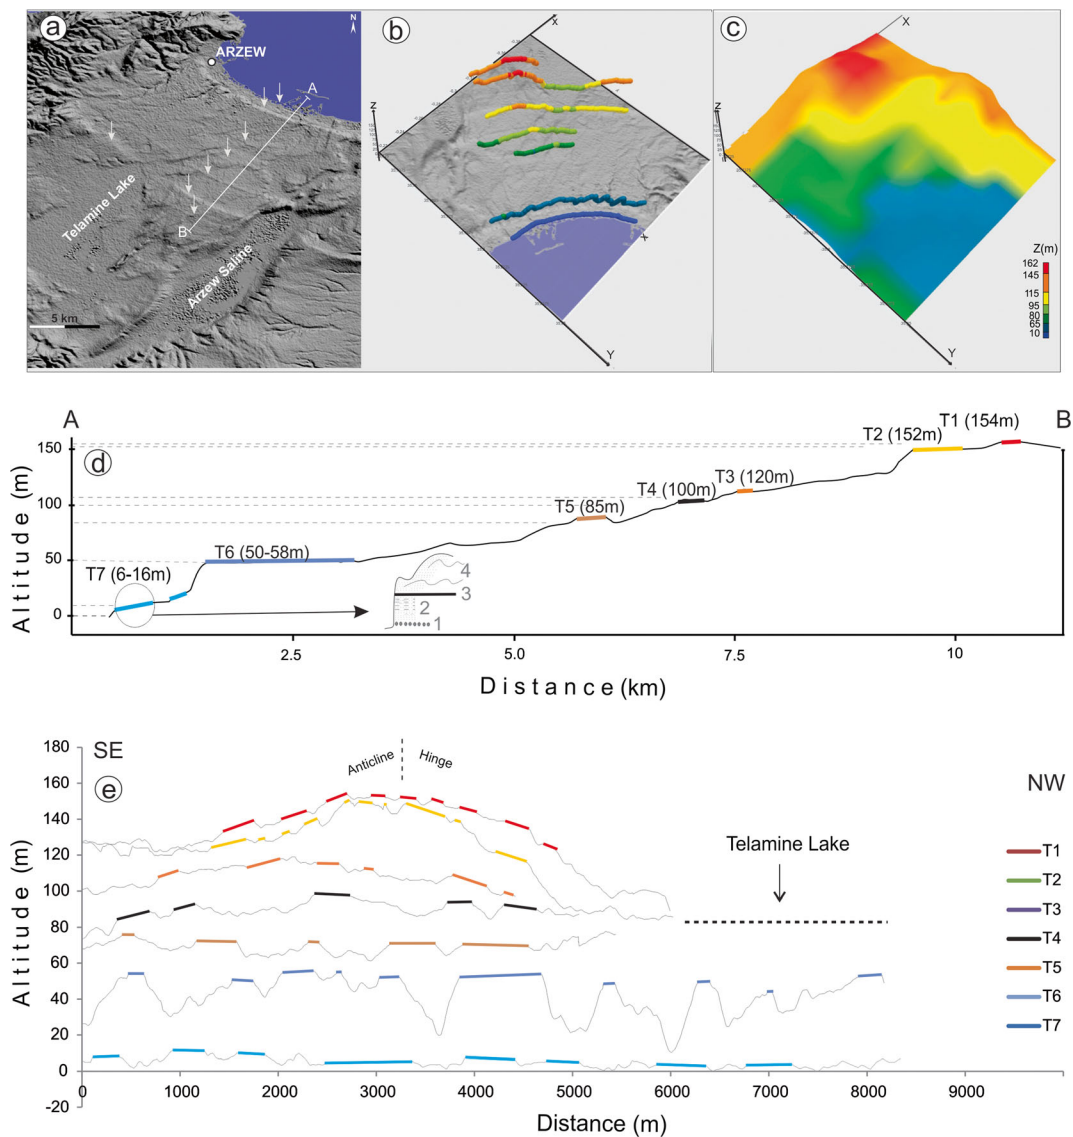 a
N
ARZEW
A
B
Telamine Lake
Arzew Saline
5 km
b
X
Z
Y
c
X
Z
Y
Z(m)
162
145
115
95
80
65
10
A
B
d
Altitude (m)
150
100
50
0
T1 (154m)
T2 (152m)
T3 (120m)
T4 (100m)
T5 (85m)
T6 (50-58m)
T7 (6-16m)
4
3
2
1
2.5
5.0
7.5
10
Distance (km)
e
SE
NW
Anticline
Hinge
Telamine Lake
Altitude (m)
180
160
140
120
100
80
60
40
20
0
-20
0
1000
2000
3000
4000
5000
6000
7000
8000
9000
Distance (m)
T1
T2
T3
T4
T5
T6
T7